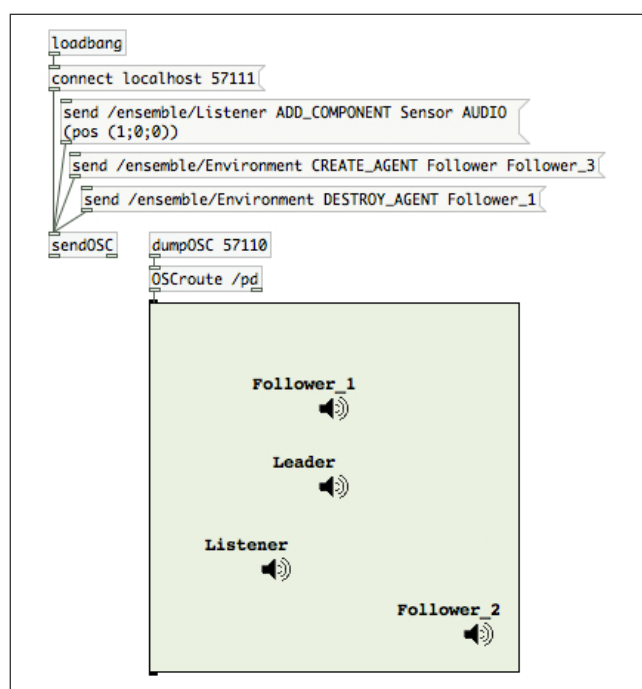 loadbang
connect localhost 57111
send /ensemble/Listener ADD_COMPONENT Sensor AUDIO
(pos (1;0;0))
send /ensemble/Environment CREATE_AGENT Follower Follower_3
send /ensemble/Environment DESTROY_AGENT Follower_1
sendOSC dumpOSC 57110
OSCroute /pd
Follower_1
Leader
Listener
Follower_2